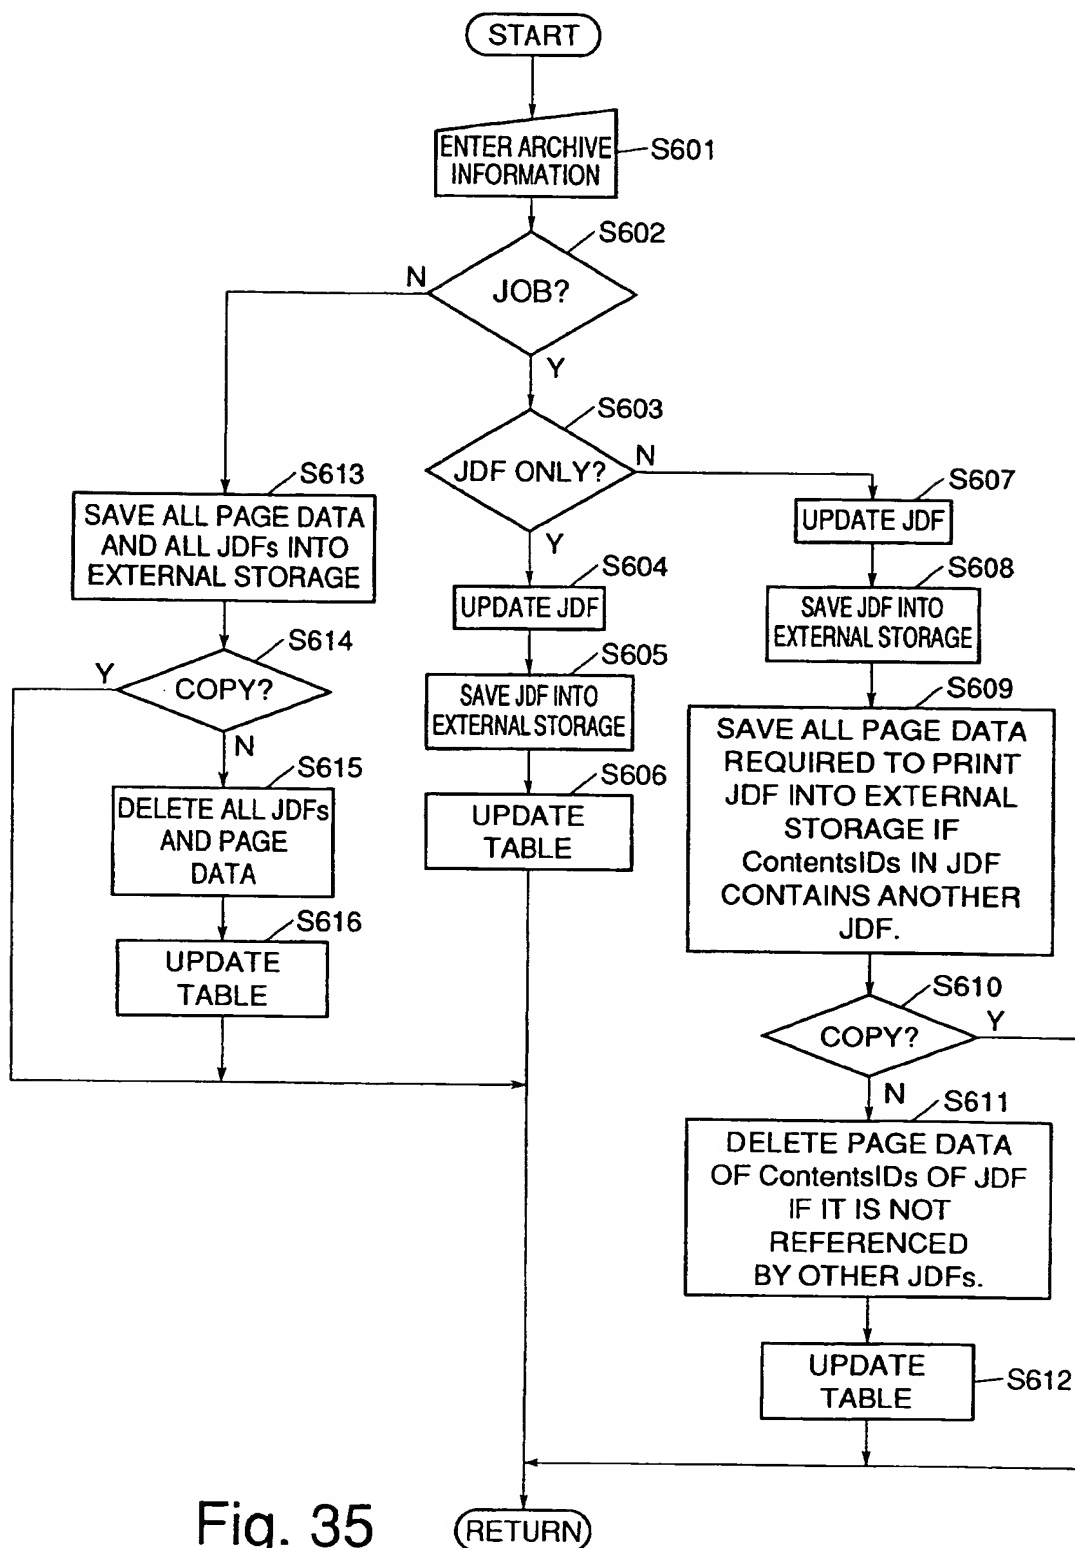 START
ENTER ARCHIVE
INFORMATION
S601
S602
JOB?
N
Y
S603
JDF ONLY?
N
Y
S613
SAVE ALL PAGE DATA
AND ALL JDFs INTO
EXTERNAL STORAGE
S614
COPY?
Y
N
S615
DELETE ALL JDFs
AND PAGE
DATA
S616
UPDATE
TABLE
S604
UPDATE JDF
S605
SAVE JDF INTO
EXTERNAL STORAGE
S606
UPDATE
TABLE
S607
UPDATE JDF
S608
SAVE JDF INTO
EXTERNAL STORAGE
S609
SAVE ALL PAGE DATA
REQUIRED TO PRINT
JDF INTO EXTERNAL
STORAGE IF
ContentsIDs IN JDF
CONTAINS ANOTHER
JDF.
S610
COPY?
Y
N
S611
DELETE PAGE DATA
OF ContentsIDs OF JDF
IF IT IS NOT
REFERENCED
BY OTHER JDFs.
UPDATE
TABLE
S612
Fig. 35
RETURN